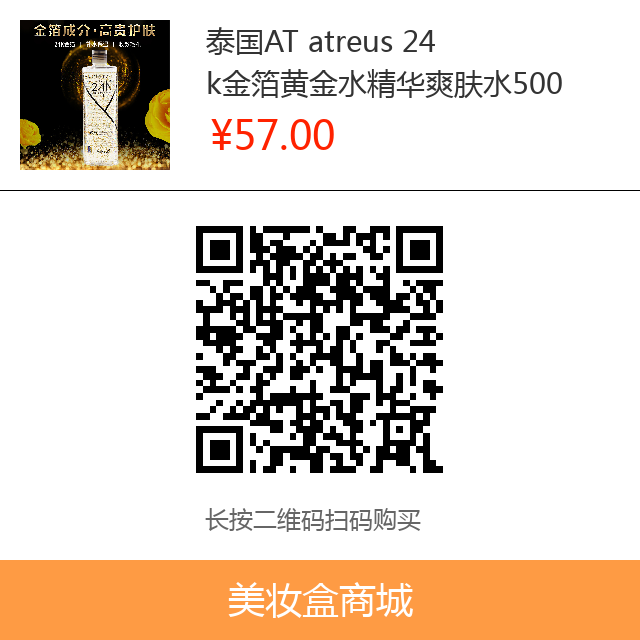 金箔成分·高贵护肤
泰国AT atreus 24
k金箔黄金水精华爽肤水500
¥57.00
24K
长按二维码扫码购买
美妆盒商城